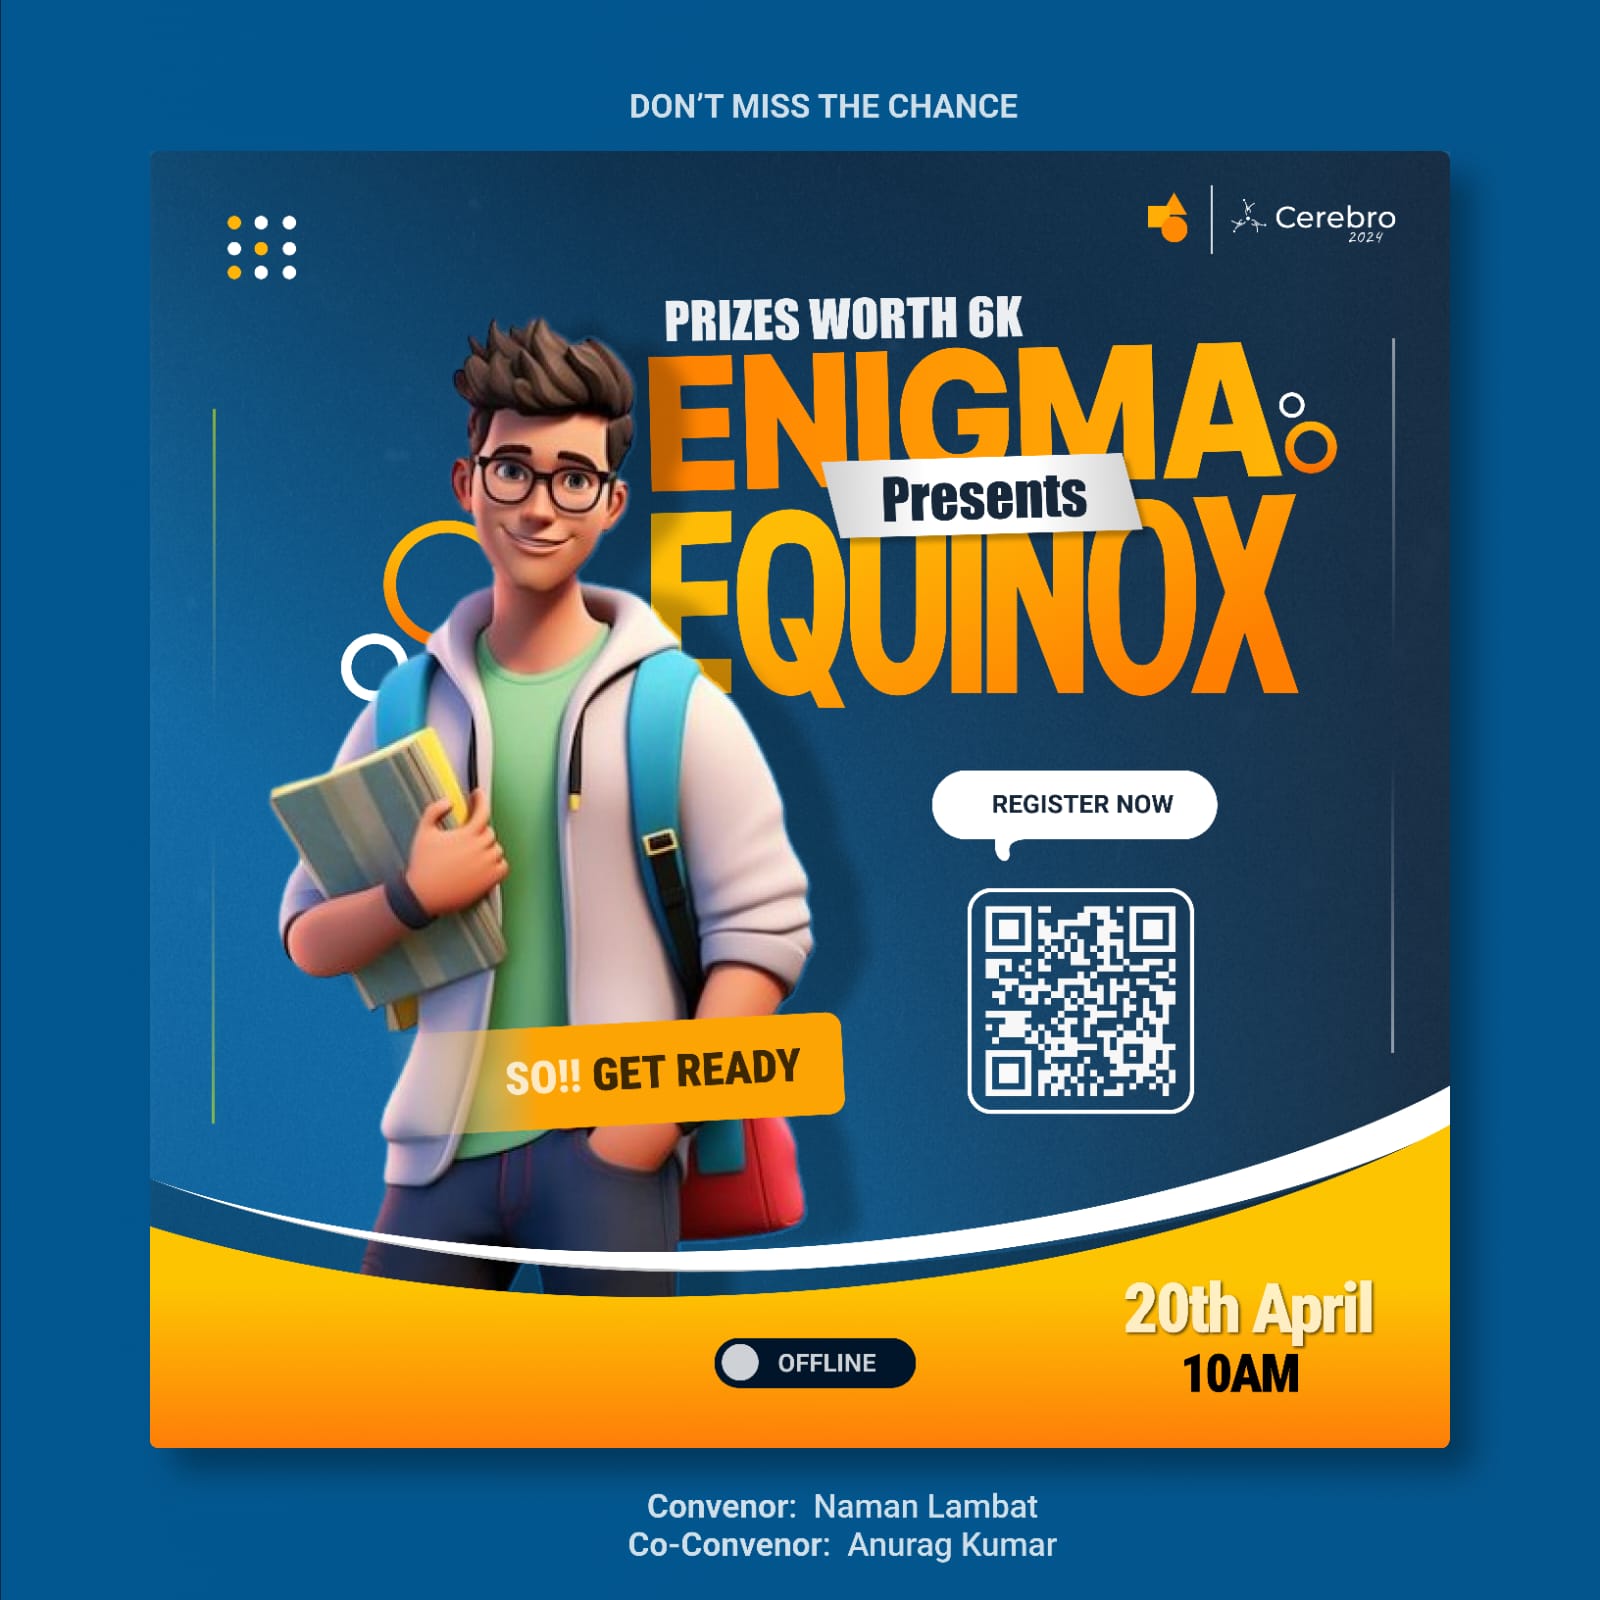 DON'T MISS THE CHANCE
Cerebro
2024
PRIZES WORTH 6K
ENIGMA
Presents
EQUINOX
REGISTER NOW
SO!! GET READY
20th April
10AM
OFFLINE
Convenor: Naman Lambat
Co-Convenor: Anurag Kumar